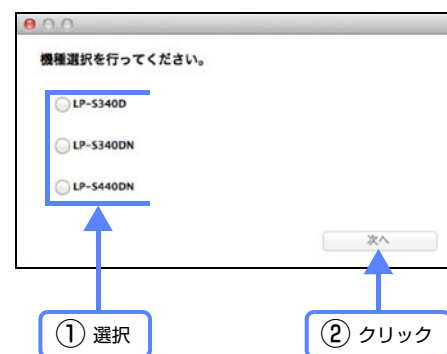 機種選択を行ってください。
LP-S340D
LP-S340DN
LP-S440DN
次へ
① 選択
② クリック